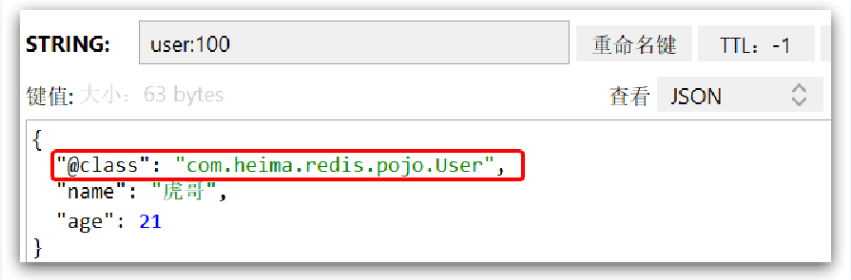 STRING: user:100 重命名键 TTL: -1
键值: 大小: 63 bytes 查看 JSON
{
"@class": "com.heima.redis.pojo.User",
"name": "虎哥",
"age": 21
}